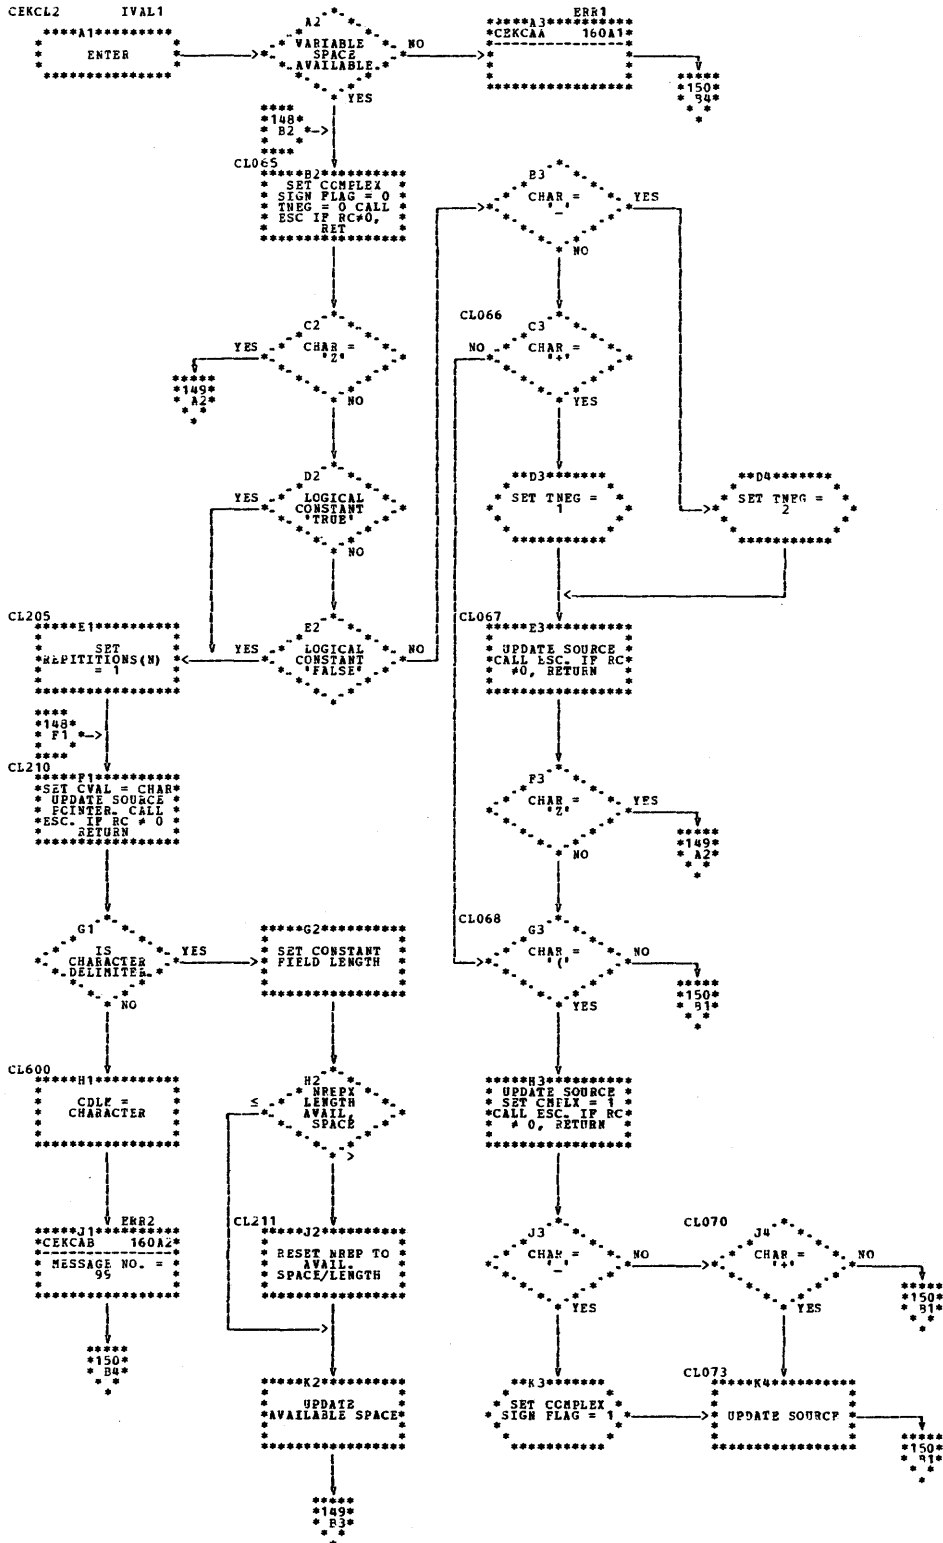 CEKCL2 IVAL1
A1
ENTER
A2
VARIABLE
SPACE
AVAILABLE
NO
YES
ERR1
A3
CEKCAA 160A1
150
B4
148
B2
CL065
B2
SET COMPLEX
SIGN FLAG = 0
TNEG = 0 CALL
ESC IF RC≠0,
RET
B3
CHAR =
'-'
YES
NO
C2
CHAR =
'Z'
YES
NO
149
A2
CL066
C3
CHAR =
'+'
NO
YES
D2
LOGICAL
CONSTANT
'TRUE'
YES
NO
D3
SET TNEG =
1
D4
SET TNEG =
2
CL205
E1
SET
REPITITIONS(N)
= 1
E2
LOGICAL
CONSTANT
'FALSE'
YES
NO
CL067
E3
UPDATE SOURCE
CALL ESC. IF RC
≠0, RETURN
148
F1
CL210
F1
SET CVAL = CHAR
UPDATE SOURCE
POINTER. CALL
ESC. IF RC ≠ 0
RETURN
F3
CHAR =
'Z'
YES
NO
149
A2
G1
IS
CHARACTER
DELIMITER
YES
NO
G2
SET CONSTANT
FIELD LENGTH
CL068
G3
CHAR =
'('
NO
YES
150
B1
CL600
H1
CDLE =
CHARACTER
H2
NREPX
LENGTH
AVAIL.
SPACE
≤
>
H3
UPDATE SOURCE
SET CMPLX = 1
CALL ESC. IF RC
≠ 0, RETURN
ERR2
J1
CEKCAB 160A2
MESSAGE NO. =
95
150
B4
CL211
J2
RESET NREP TO
AVAIL.
SPACE/LENGTH
J3
CHAR =
'-'
NO
YES
CL070
J4
CHAR =
'+'
NO
YES
150
B1
K2
UPDATE
AVAILABLE SPACE
K3
SET COMPLEX
SIGN FLAG = 1
CL073
K4
UPDATE SOURCE
150
B1
149
B3